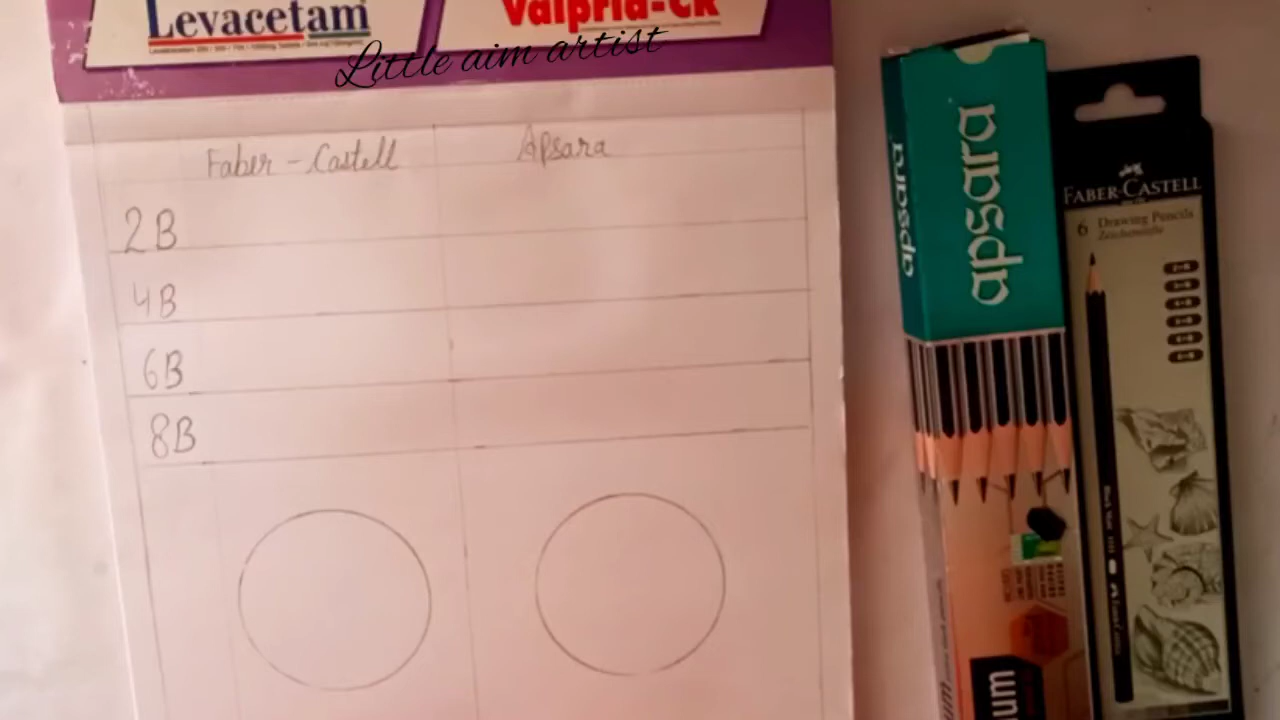 Levacetam
Valpria-CR
Little aim artist
Faber - Castell
Apsara
2B
4B
6B
8B
apsara
apsara
FABER-CASTELL
6 Drawing Pencils
Zeichenstifte